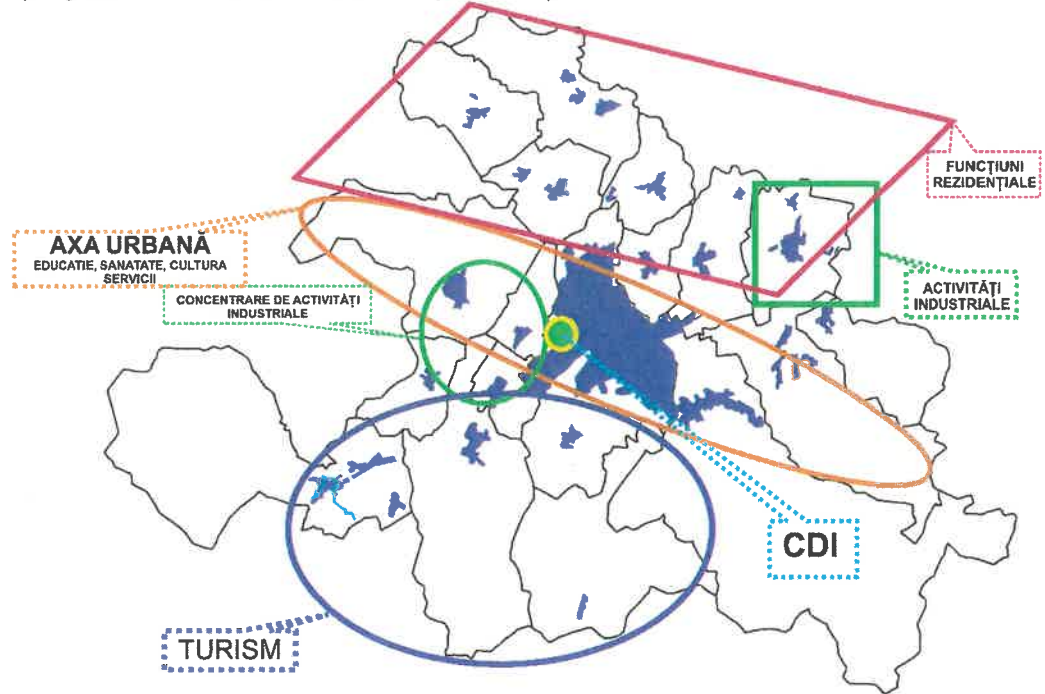 FUNCȚIUNI
REZIDENȚIALE
AXA URBANĂ
EDUCATIE, SANATATE, CULTURA
SERVICII
CONCENTRARE DE ACTIVITĂȚI
INDUSTRIALE
ACTIVITĂȚI
INDUSTRIALE
CDI
TURISM